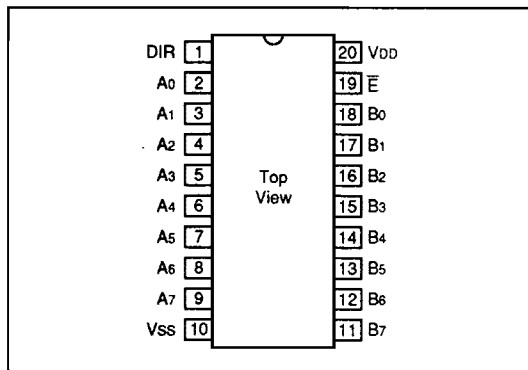 DIR 1 20 VDD
A0 2 19 E̅
A1 3 18 B0
A2 4 17 B1
A3 5 16 B2
Top
View
A4 6 15 B3
A5 7 14 B4
A6 8 13 B5
A7 9 12 B6
VSS 10 11 B7